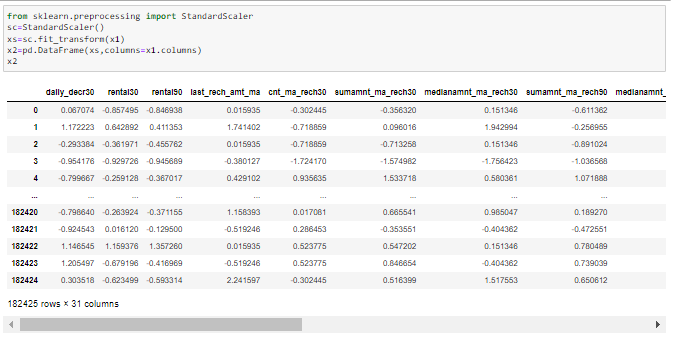 from sklearn.preprocessing import StandardScaler
sc=StandardScaler()
xs=sc.fit_transform(x1)
x2=pd.DataFrame(xs,columns=x1.columns)
x2
daily_decr30 rental30 rental90 last_rech_amt_ma cnt_ma_rech30 sumamnt_ma_rech30 medianamnt_ma_rech30 sumamnt_ma_rech90 medianamnt_
0 0.067074 -0.857495 -0.846938 0.015935 -0.302445 -0.356320 0.151346 -0.611362
1 1.172223 0.642892 0.411353 1.741402 -0.718859 0.096016 1.942994 -0.256955
2 -0.293384 -0.361971 -0.455762 0.015935 -0.718859 -0.713258 0.151346 -0.891024
3 -0.954176 -0.929726 -0.945689 -0.380127 -1.724170 -1.574982 -1.756423 -1.036568
4 -0.799667 -0.259128 -0.367017 0.429102 0.935635 1.533718 0.580361 1.071888
... ... ... ... ... ... ... ... ...
182420 -0.798640 -0.263924 -0.371155 1.158393 0.017081 0.665541 0.985047 0.189270
182421 -0.924543 0.016120 -0.129500 -0.519246 0.286453 -0.353551 -0.404362 -0.472551
182422 1.146545 1.159376 1.357260 0.015935 0.523775 0.547202 0.151346 0.780489
182423 1.205497 -0.679196 -0.416969 -0.519246 0.523775 0.846654 -0.404362 0.739039
182424 0.303518 -0.623499 -0.593314 2.241597 -0.302445 0.516399 1.517553 0.650612
182425 rows × 31 columns